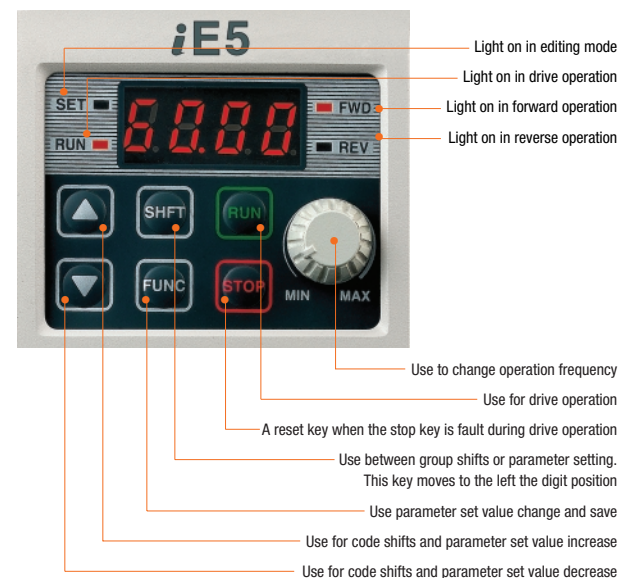 iE5
Light on in editing mode
Light on in drive operation
SET
FWD
Light on in forward operation
60.00
RUN
REV
Light on in reverse operation
SHFT
RUN
FUNC
STOP
MIN
MAX
Use to change operation frequency
Use for drive operation
A reset key when the stop key is fault during drive operation
Use between group shifts or parameter setting.
This key moves to the left the digit position
Use parameter set value change and save
Use for code shifts and parameter set value increase
Use for code shifts and parameter set value decrease